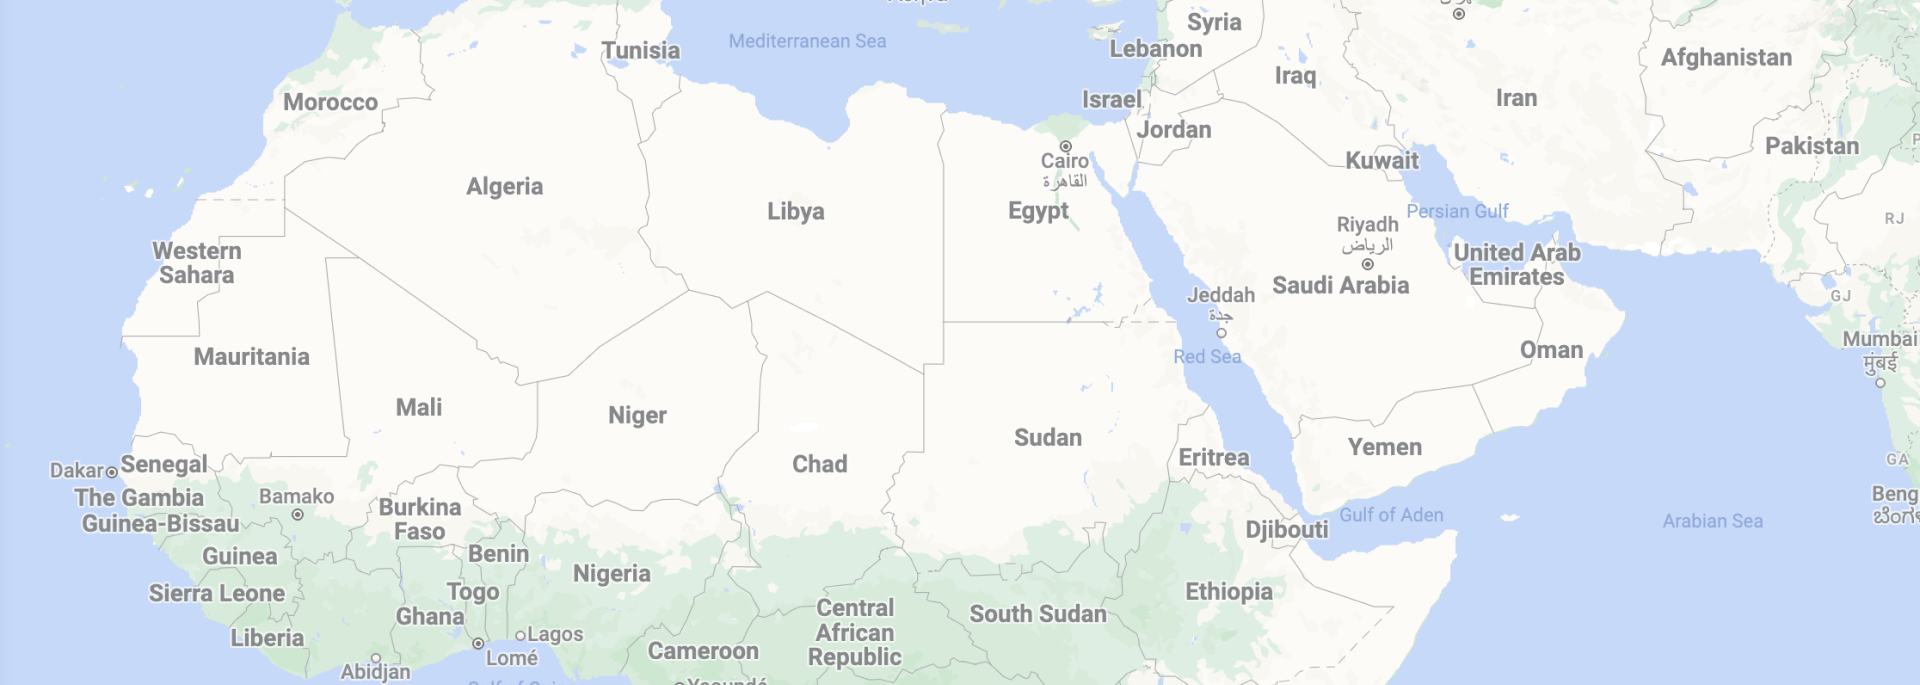 Syria
Mediterranean Sea
Tunisia
Lebanon
Afghanistan
Iraq
Iran
Israel
Morocco
Jordan
Pakistan
Kuwait
Cairo
القاهرة
Algeria
Libya
Egypt
Persian Gulf
RJ
Riyadh
الرياض
Western
Sahara
United Arab
Emirates
Saudi Arabia
Jeddah
جدة
GJ
Mumbai
मुंबई
Oman
Red Sea
Mauritania
Mali
Niger
Sudan
Yemen
Eritrea
Chad
GA
Dakar
Senegal
The Gambia
Bamako
Guinea-Bissau
Burkina
Faso
Gulf of Aden
Arabian Sea
Beng
Djibouti
Guinea
Benin
Nigeria
Sierra Leone
Togo
Ethiopia
Ghana
Central
African
Republic
South Sudan
Liberia
Lagos
Lomé
Cameroon
Abidjan